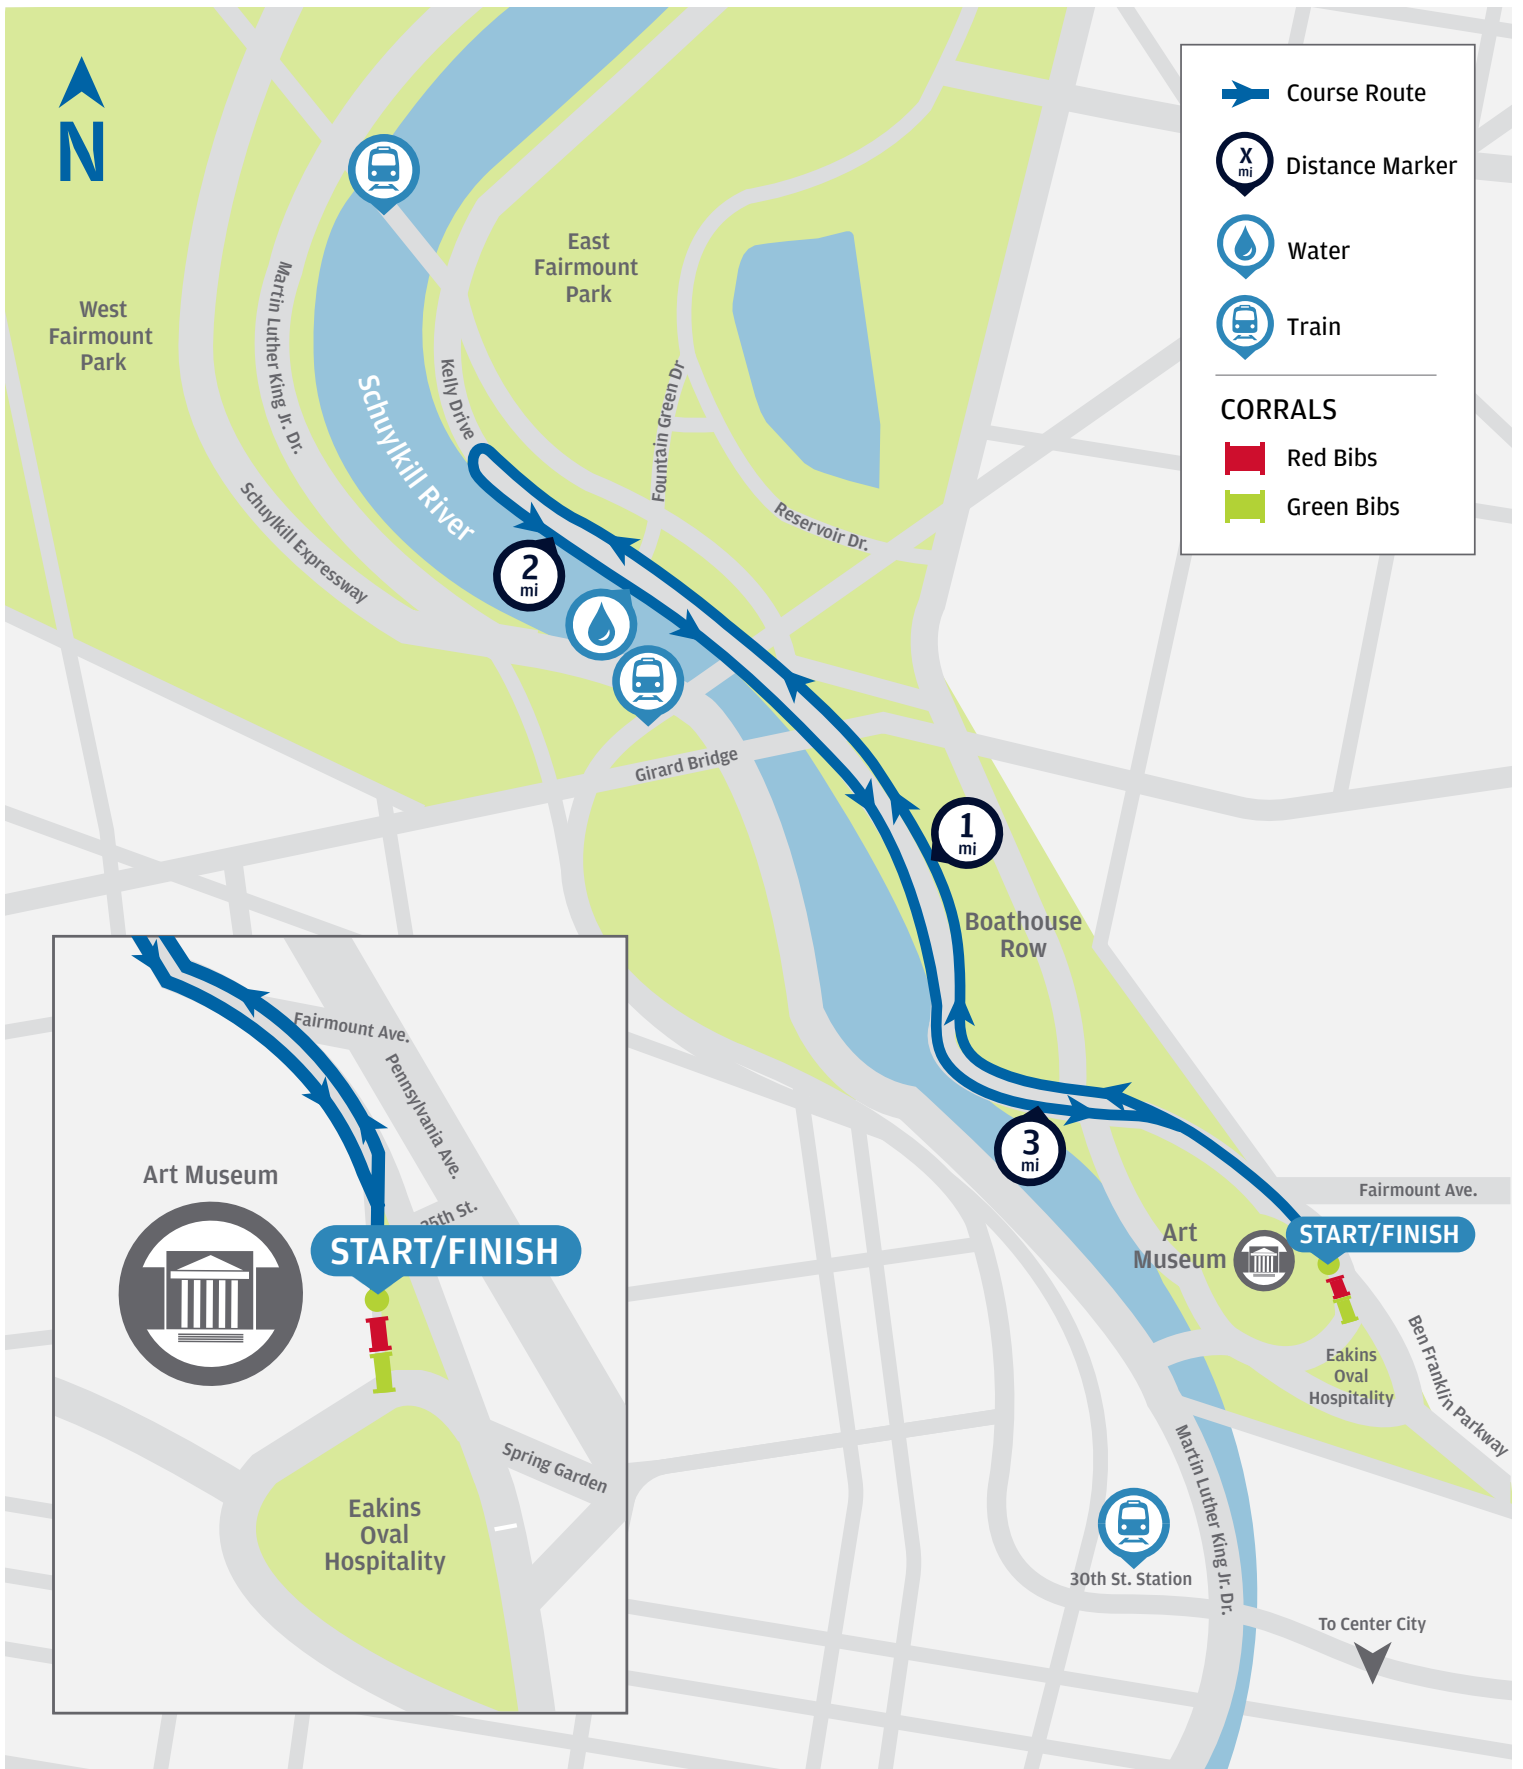 N
Course Route
X
mi
Distance Marker
Water
Train
CORRALS
Red Bibs
Green Bibs
East
Fairmount
Park
West
Fairmount
Park
Martin Luther King Jr. Dr.
Kelly Drive
Schuylkill River
Fountain Green Dr
Reservoir Dr.
Schuylkill Expressway
2
mi
Girard Bridge
1
mi
Boathouse
Row
3
mi
Fairmount Ave.
Art
Museum
START/FINISH
Eakins
Oval
Hospitality
Ben Franklin Parkway
Martin Luther King Jr. Dr.
30th St. Station
To Center City
Fairmount Ave.
Pennsylvania Ave.
Art Museum
25th St.
START/FINISH
Spring Garden
Eakins
Oval
Hospitality